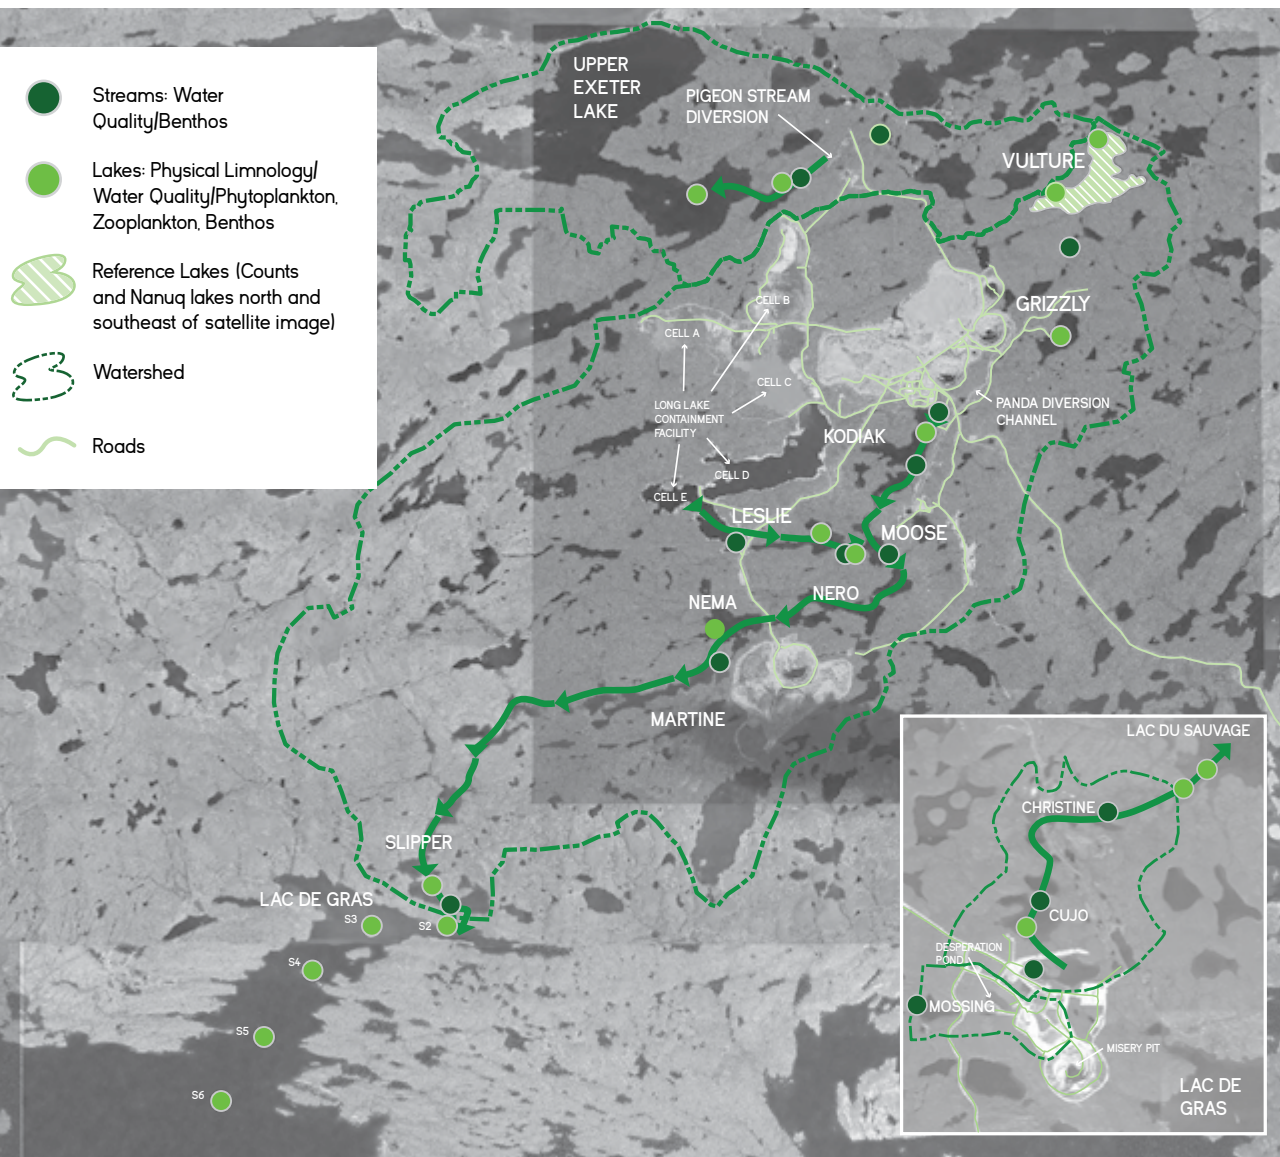 Streams: Water
Quality/Benthos
Lakes: Physical Limnology/
Water Quality/Phytoplankton,
Zooplankton, Benthos
Reference Lakes (Counts
and Nanuq lakes north and
southeast of satellite image)
Watershed
Roads
UPPER
EXETER
LAKE
PIGEON STREAM
DIVERSION
VULTURE
GRIZZLY
CELL B
CELL A
CELL C
LONG LAKE
CONTAINMENT
FACILITY
PANDA DIVERSION
CHANNEL
KODIAK
CELL D
CELL E
LESLIE
MOOSE
NERO
NEMA
MARTINE
SLIPPER
LAC DE GRAS
S3
S2
S4
S5
S6
LAC DU SAUVAGE
CHRISTINE
CUJO
DESPERATION
POND
MOSSING
MISERY PIT
LAC DE
GRAS